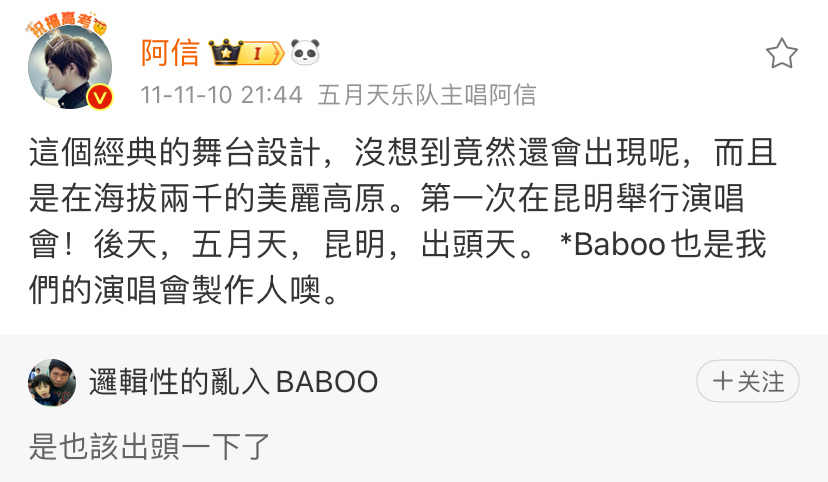 祝福高考
阿信 I
11-11-10 21:44 五月天乐队主唱阿信
這個經典的舞台設計，沒想到竟然還會出現呢，而且
是在海拔兩千的美麗高原。第一次在昆明舉行演唱
會！後天，五月天，昆明，出頭天。 *Baboo也是我
們的演唱會製作人噢。
邏輯性的亂入BABOO
+关注
是也該出頭一下了